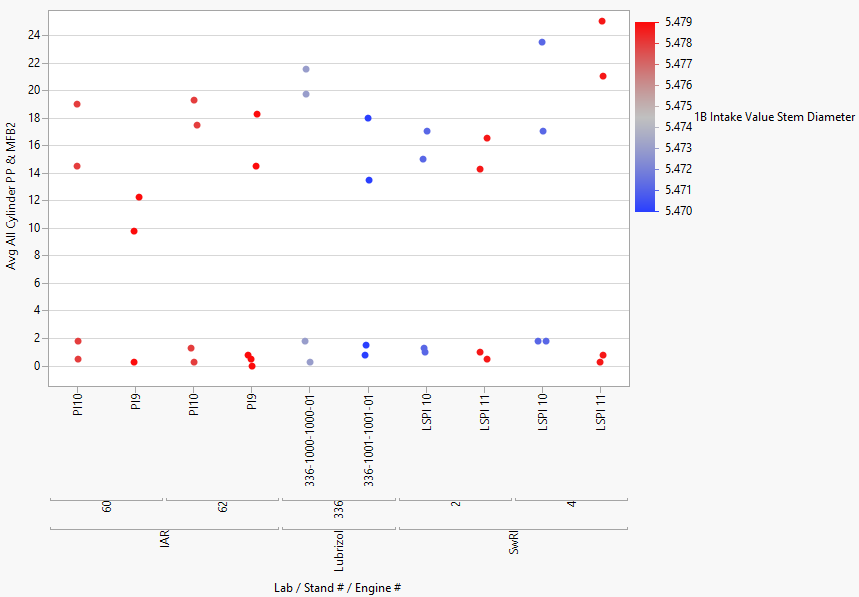 Avg All Cylinder PP & MFB2
24
22
20
18
16
14
12
10
8
6
4
2
0
5.479
5.478
5.477
5.476
5.475
5.474
5.473
5.472
5.471
5.470
1B Intake Value Stem Diameter
PI10
PI9
PI10
PI9
336-1000-1000-01
336-1001-1001-01
LSPI 10
LSPI 11
LSPI 10
LSPI 11
60
62
336
2
4
IAR
Lubrizol
SwRI
Lab / Stand # / Engine #